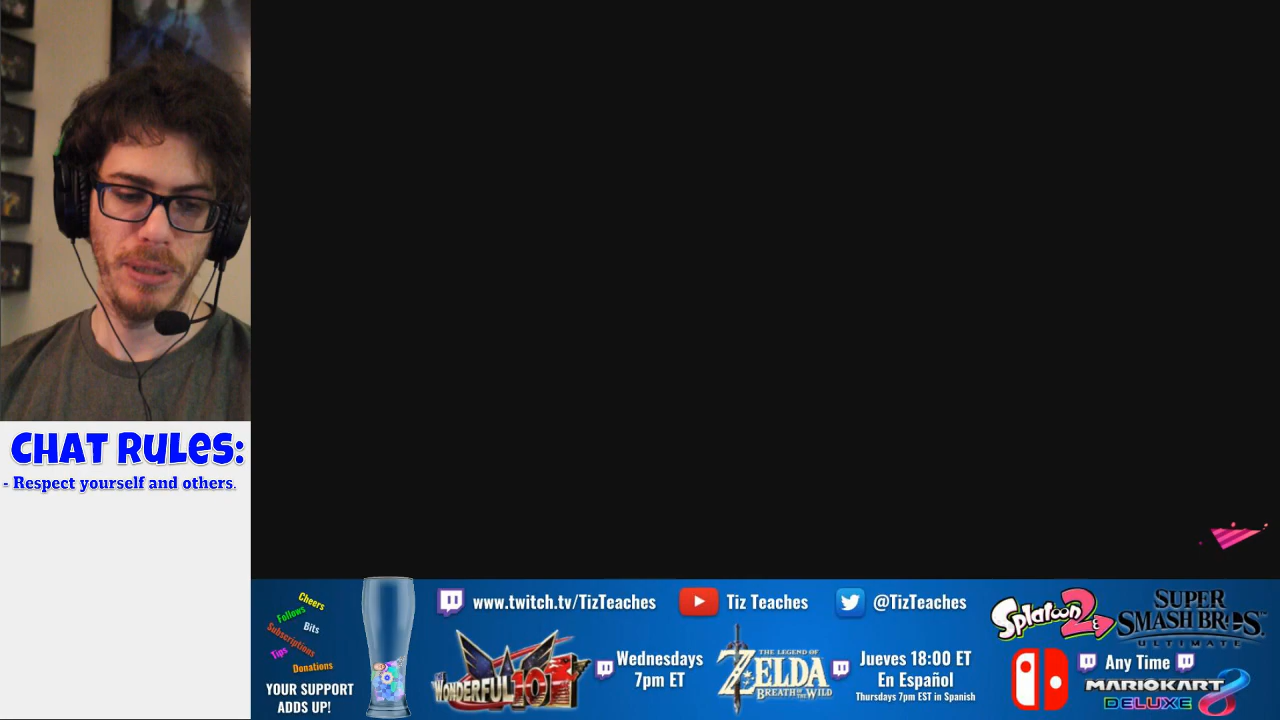 CHAT RULES:
- Respect yourself and others.
Cheers
Follows
Bits
Subscriptions
Tips
Donations
YOUR SUPPORT
ADDS UP!
www.twitch.tv/TizTeaches
Tiz Teaches
@TizTeaches
WONDERFUL 101
Wednesdays
7pm ET
THE LEGEND OF
ZELDA
BREATH OF THE WILD
Jueves 18:00 ET
En Español
Thursdays 7pm EST in Spanish
Splatoon 2
SUPER
SMASH BROS.
ULTIMATE
Any Time
MARIOKART 8
DELUXE